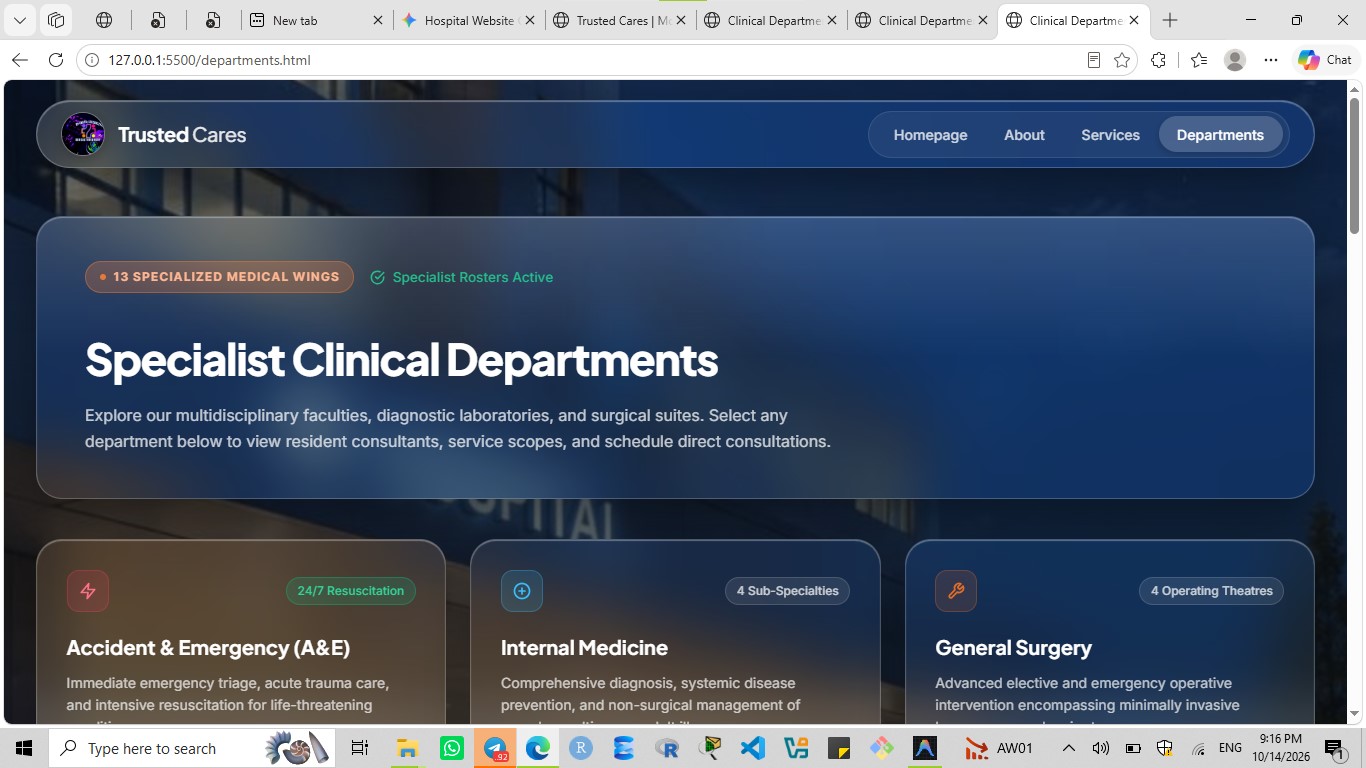 New tab
Hospital Website
Trusted Cares | Mo
Clinical Departme
Clinical Departme
Clinical Departme
127.0.0.1:5500/departments.html
Chat
Trusted Cares
Homepage
About
Services
Departments
13 SPECIALIZED MEDICAL WINGS
Specialist Rosters Active
Specialist Clinical Departments
Explore our multidisciplinary faculties, diagnostic laboratories, and surgical suites. Select any
department below to view resident consultants, service scopes, and schedule direct consultations.
24/7 Resuscitation
Accident & Emergency (A&E)
Immediate emergency triage, acute trauma care,
and intensive resuscitation for life-threatening
4 Sub-Specialties
Internal Medicine
Comprehensive diagnosis, systemic disease
prevention, and non-surgical management of
4 Operating Theatres
General Surgery
Advanced elective and emergency operative
intervention encompassing minimally invasive
Type here to search
.92
AW01
ENG
9:16 PM
10/14/2026
1